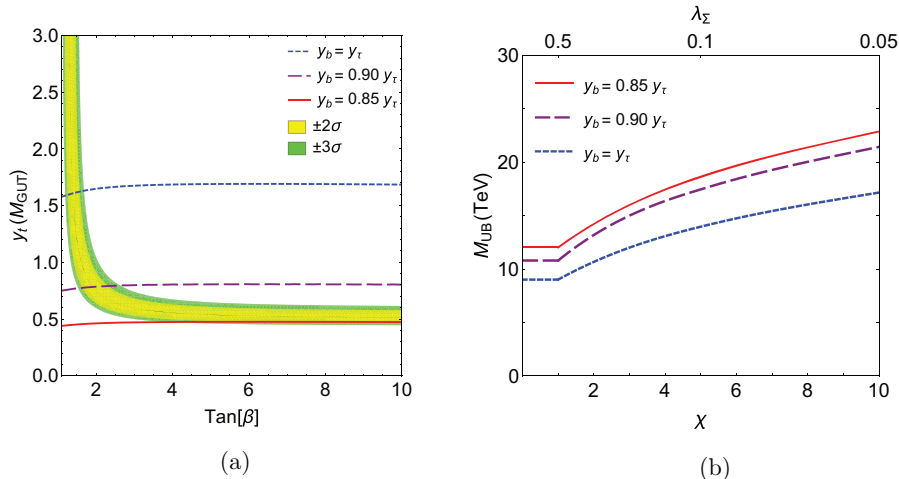 3.0
2.5
2.0
1.5
1.0
0.5
0.0
y_t(M_GUT)
2
4
6
8
10
Tan[β]
y_b = y_τ
y_b = 0.90 y_τ
y_b = 0.85 y_τ
±2σ
±3σ
(a)
λ_Σ
0.5
0.1
0.05
30
20
10
0
M_UB(TeV)
y_b = 0.85 y_τ
y_b = 0.90 y_τ
y_b = y_τ
2
4
6
8
10
χ
(b)